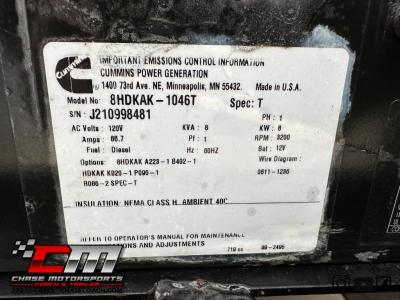 IMPORTANT EMISSIONS CONTROL INFORMATION
CUMMINS POWER GENERATION
1400 73rd Ave. NE, Minneapolis, MN 55432. Made in U.S.A.
Cummins
Model No: 8HDKAK-1046T Spec: T
S/N: J210998481 PH: 1
AC Volts: 120V KVA: 8 KW: 8
Amps: 66.7 Pf: 1 RPM: 3200
Fuel: Diesel Hz: 60HZ Bat: 12V
Options: 8HDKAK A223-1 B402-1 Wire Diagram:
HDKAK K020-1 P090-1 0611-1296
R086-2 SPEC-T
INSULATION: NEMA CLASS H. AMBIENT 40C
REFER TO OPERATOR'S MANUAL FOR MAINTENANCE
AND ADJUSTMENTS
CM
CHASE MOTORSPORTS
COACH & TRAILER